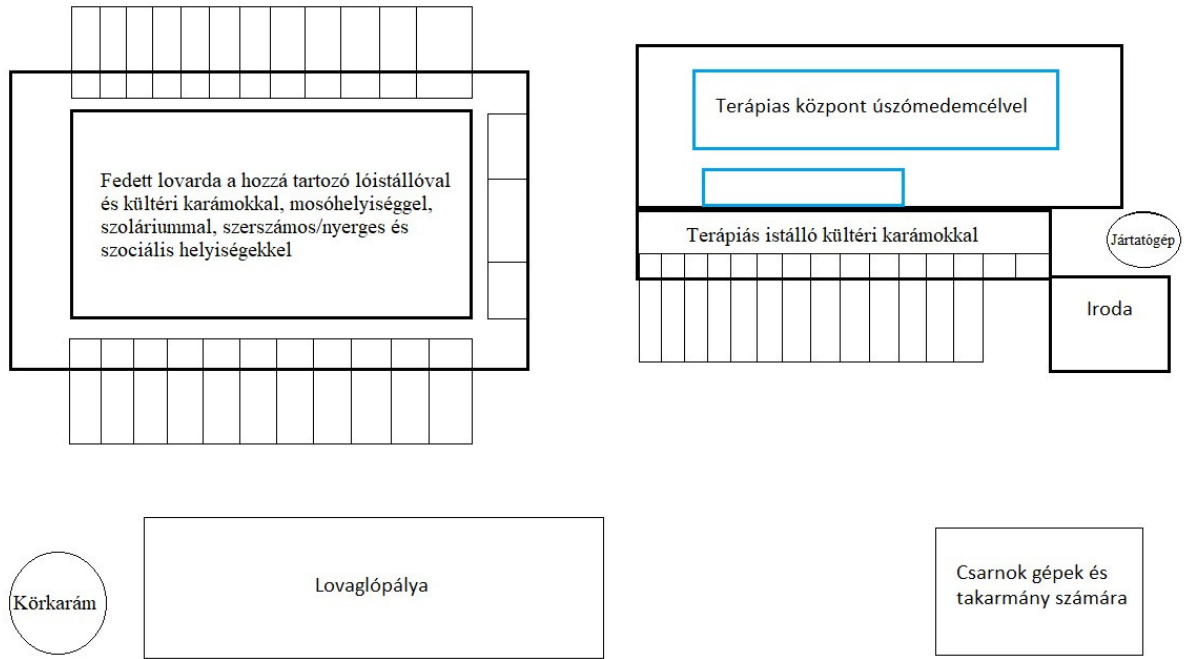 Terápias központ úszómedemcélvel
Fedett lovarda a hozzá tartozó lóistállóval
és kültéri karámokkal, mosóhelyiséggel,
szoláriummal, szerszámos/nyerges és
szociális helyiségekkel
Terápiás istálló kültéri karámokkal
Jártatógép
Iroda
Körkarám
Lovaglópálya
Csarnok gépek és
takarmány számára